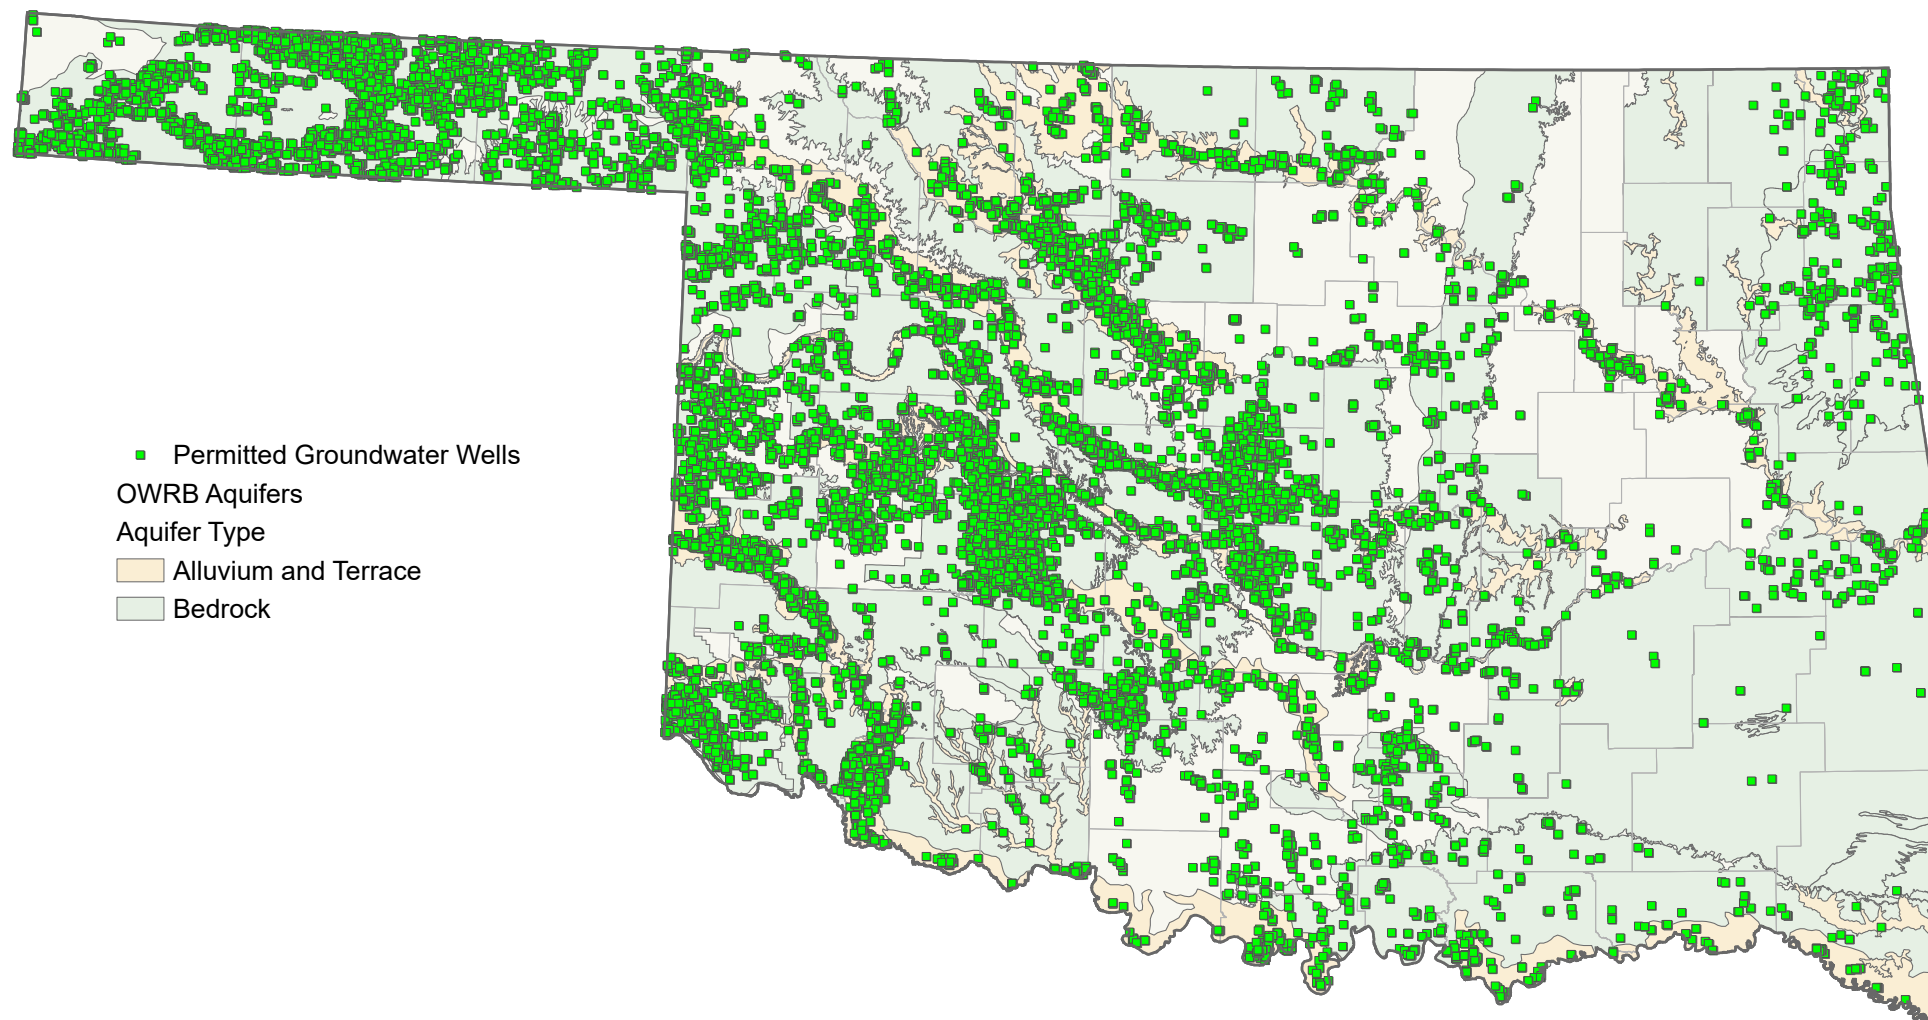 Permitted Groundwater Wells
OWRB Aquifers
Aquifer Type
Alluvium and Terrace
Bedrock